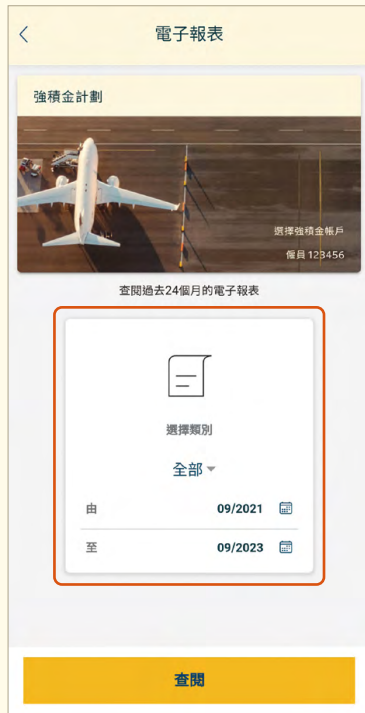 電子報表
強積金計劃
選擇強積金帳戶
僱員 123456
查閱過去24個月的電子報表
選擇類別
全部
由 09/2021
至 09/2023
查閱